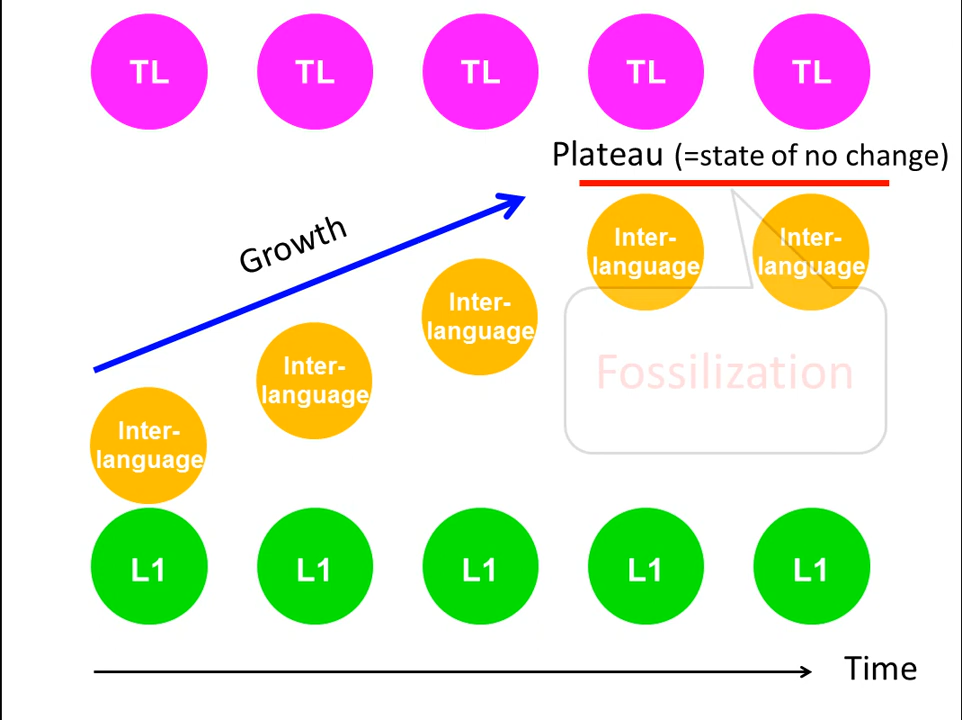 TL TL TL TL TL
Plateau (=state of no change)
Growth
Inter-
language
Inter-
language
Inter-
language
Inter-
language
Inter-
language
Fossilization
L1 L1 L1 L1 L1
Time